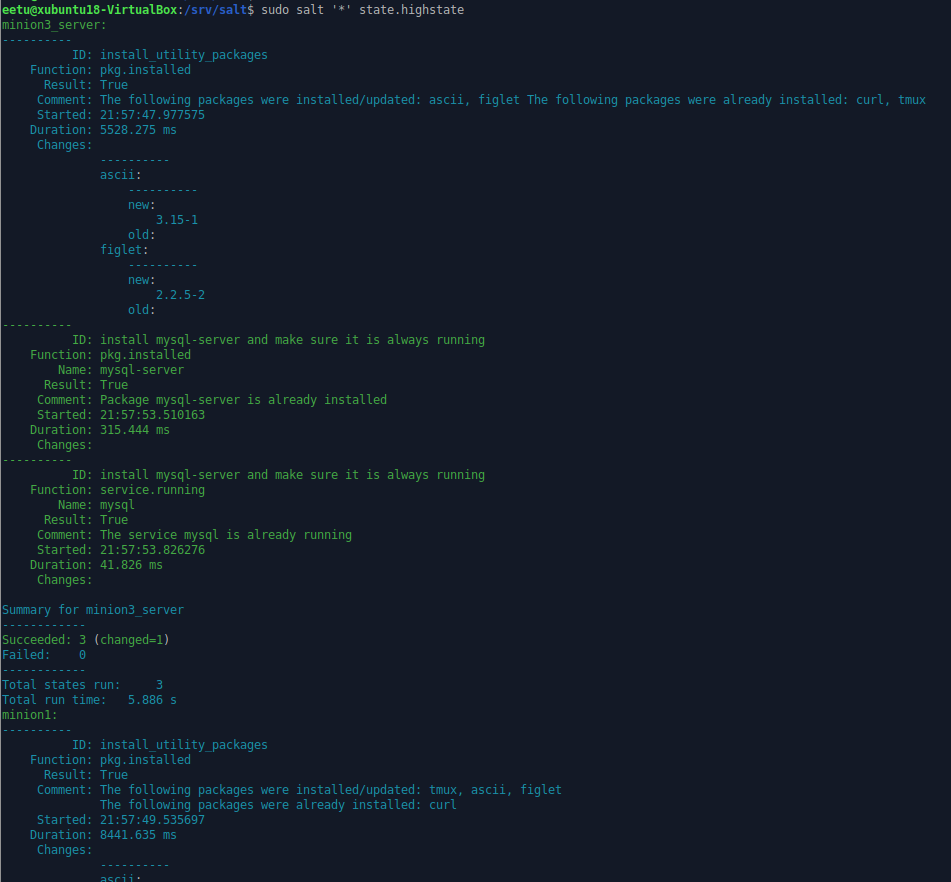 eetu@xubuntu18-VirtualBox:/srv/salt$ sudo salt '*' state.highstate
minion3_server:
----------
          ID: install_utility_packages
    Function: pkg.installed
      Result: True
     Comment: The following packages were installed/updated: ascii, figlet The following packages were already installed: curl, tmux
     Started: 21:57:47.977575
    Duration: 5528.275 ms
     Changes:
              ----------
              ascii:
                  ----------
                  new:
                      3.15-1
                  old:
              figlet:
                  ----------
                  new:
                      2.2.5-2
                  old:
----------
          ID: install mysql-server and make sure it is always running
    Function: pkg.installed
        Name: mysql-server
      Result: True
     Comment: Package mysql-server is already installed
     Started: 21:57:53.510163
    Duration: 315.444 ms
     Changes:
----------
          ID: install mysql-server and make sure it is always running
    Function: service.running
        Name: mysql
      Result: True
     Comment: The service mysql is already running
     Started: 21:57:53.826276
    Duration: 41.826 ms
     Changes:

Summary for minion3_server
------------
Succeeded: 3 (changed=1)
Failed:    0
------------
Total states run:     3
Total run time:   5.886 s
minion1:
----------
          ID: install_utility_packages
    Function: pkg.installed
      Result: True
     Comment: The following packages were installed/updated: tmux, ascii, figlet
              The following packages were already installed: curl
     Started: 21:57:49.535697
    Duration: 8441.635 ms
     Changes:
              ----------
              ascii: